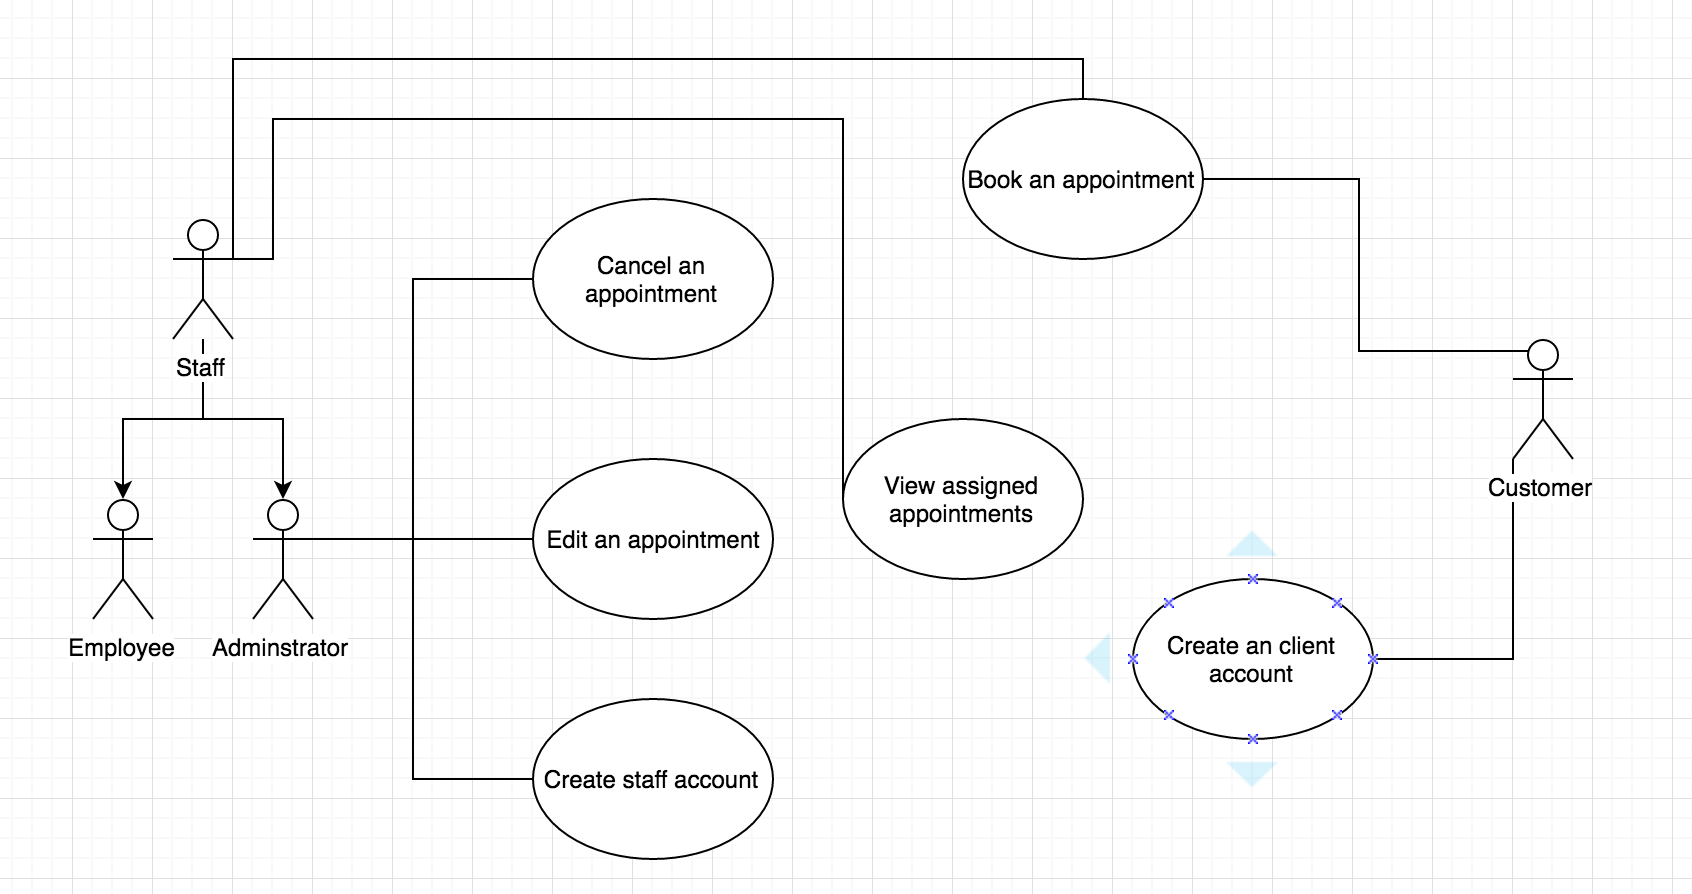 Book an appointment
Cancel an
appointment
Staff
View assigned
appointments
Customer
Edit an appointment
Employee
Adminstrator
Create an client
account
Create staff account